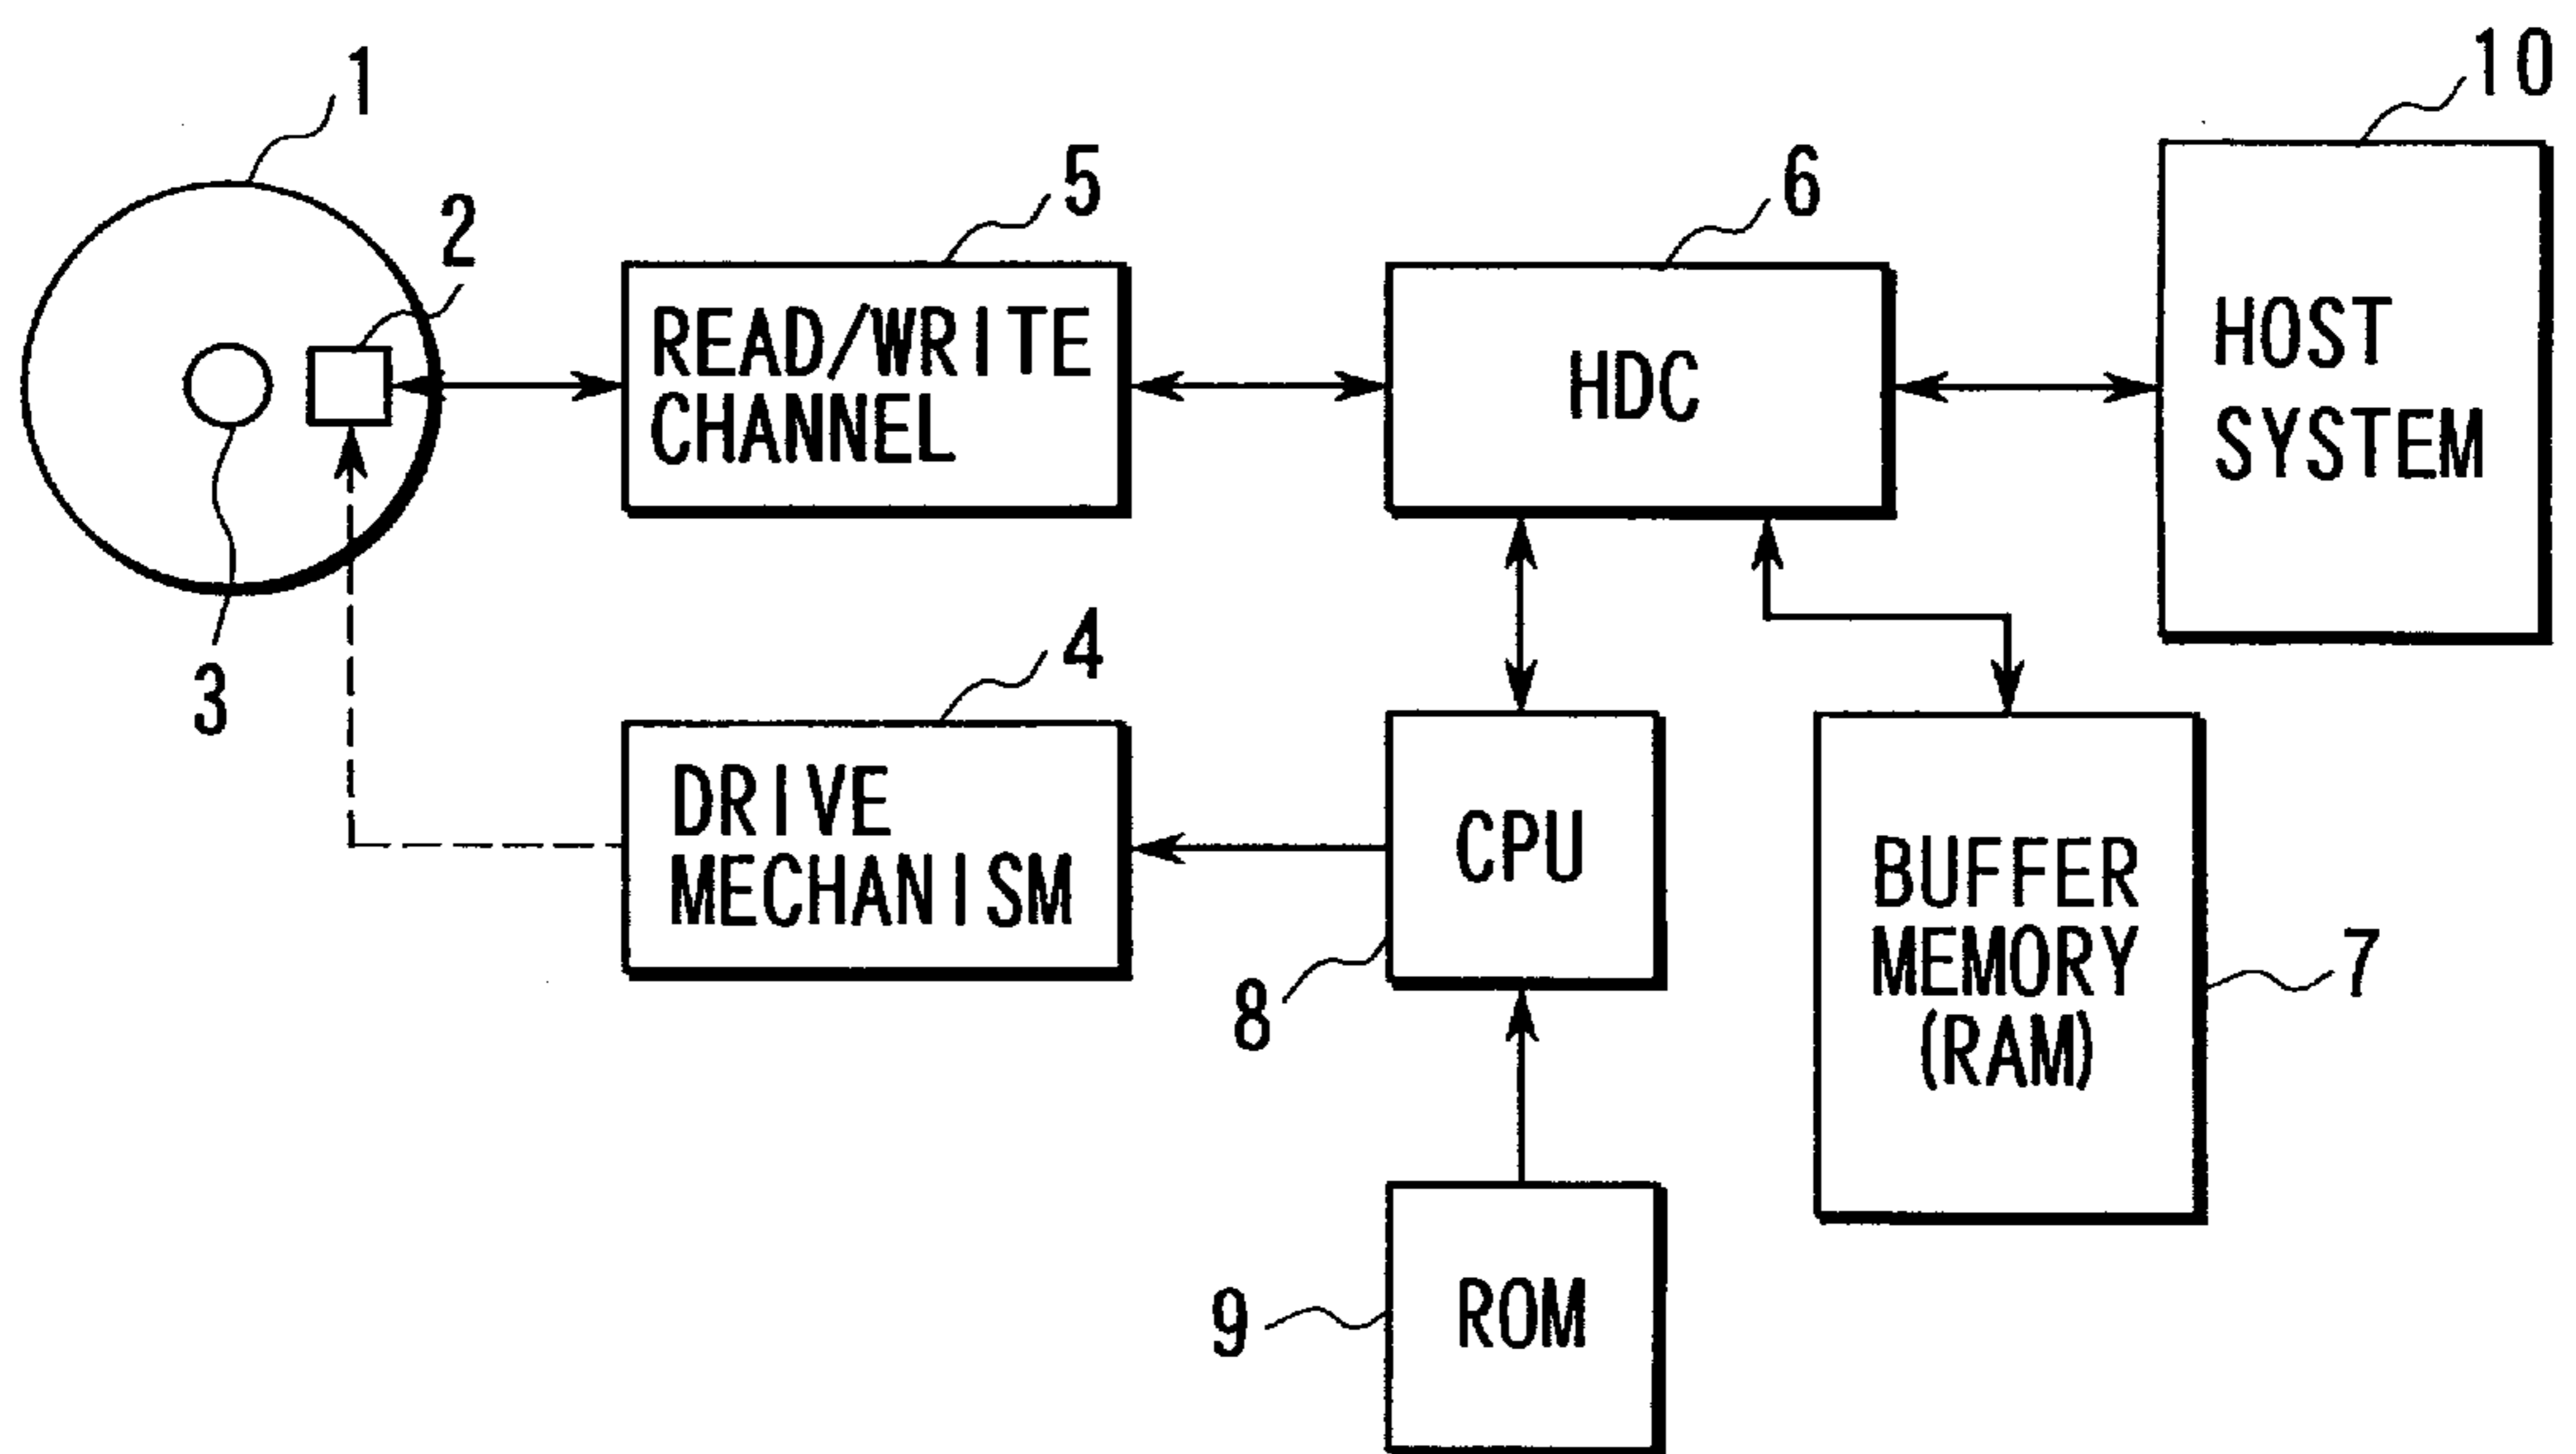 1
2
3
5
READ/WRITE
CHANNEL
6
HDC
10
HOST
SYSTEM
4
DRIVE
MECHANISM
8
CPU
7
BUFFER
MEMORY
(RAM)
9
ROM